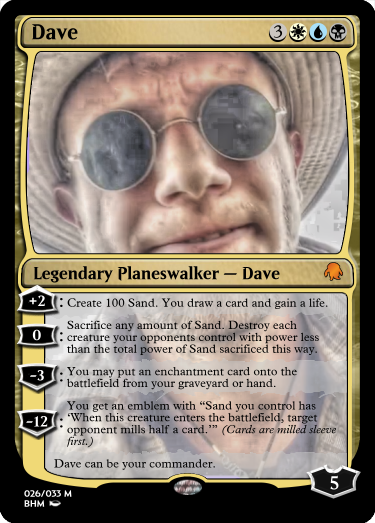 Dave
3
Legendary Planeswalker — Dave
+2
: Create 100 Sand. You draw a card and gain a life.
0
: Sacrifice any amount of Sand. Destroy each
creature your opponents control with power less
than the total power of Sand sacrificed this way.
-3
: You may put an enchantment card onto the
battlefield from your graveyard or hand.
-12
: You get an emblem with “Sand you control has
‘When this creature enters the battlefield, target
opponent mills half a card.’” (Cards are milled sleeve
first.)
Dave can be your commander.
5
026/033 M
BHM